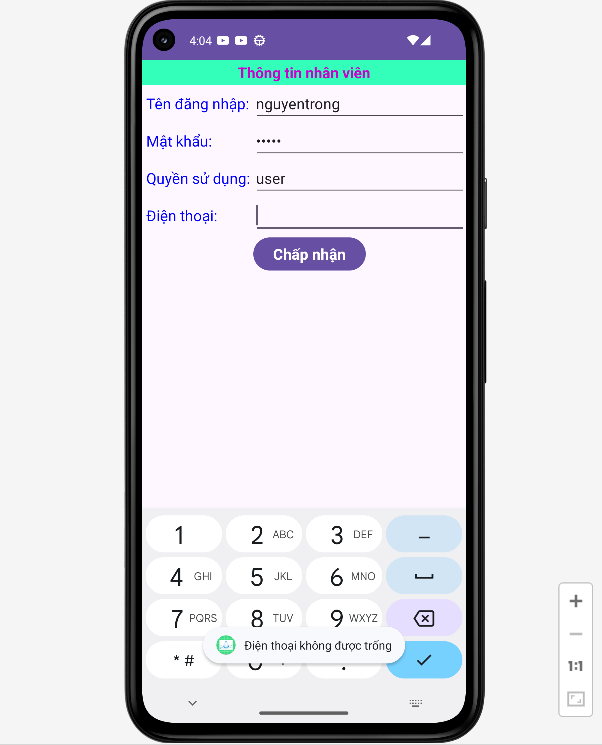 4:04
Thông tin nhân viên
Tên đăng nhập: nguyentrong
Mật khẩu: •••••
Quyền sử dụng: user
Điện thoại:
Chấp nhận
1 2 ABC 3 DEF _
4 GHI 5 JKL 6 MNO
7 PQRS 8 TUV 9 WXYZ
* # .
Điện thoại không được trống
1:1